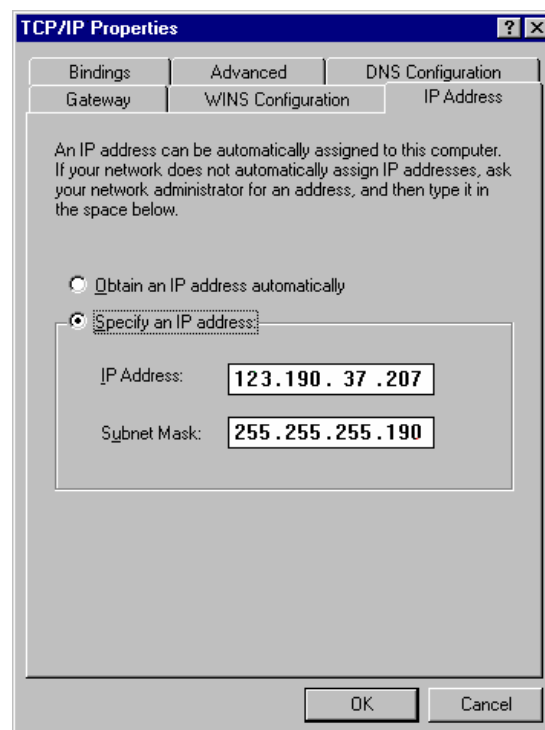 TCP/IP Properties
Bindings Advanced DNS Configuration
Gateway WINS Configuration IP Address
An IP address can be automatically assigned to this computer.
If your network does not automatically assign IP addresses, ask
your network administrator for an address, and then type it in
the space below.
Obtain an IP address automatically
Specify an IP address:
IP Address: 123.190. 37 .207
Subnet Mask: 255.255.255.190
OK Cancel